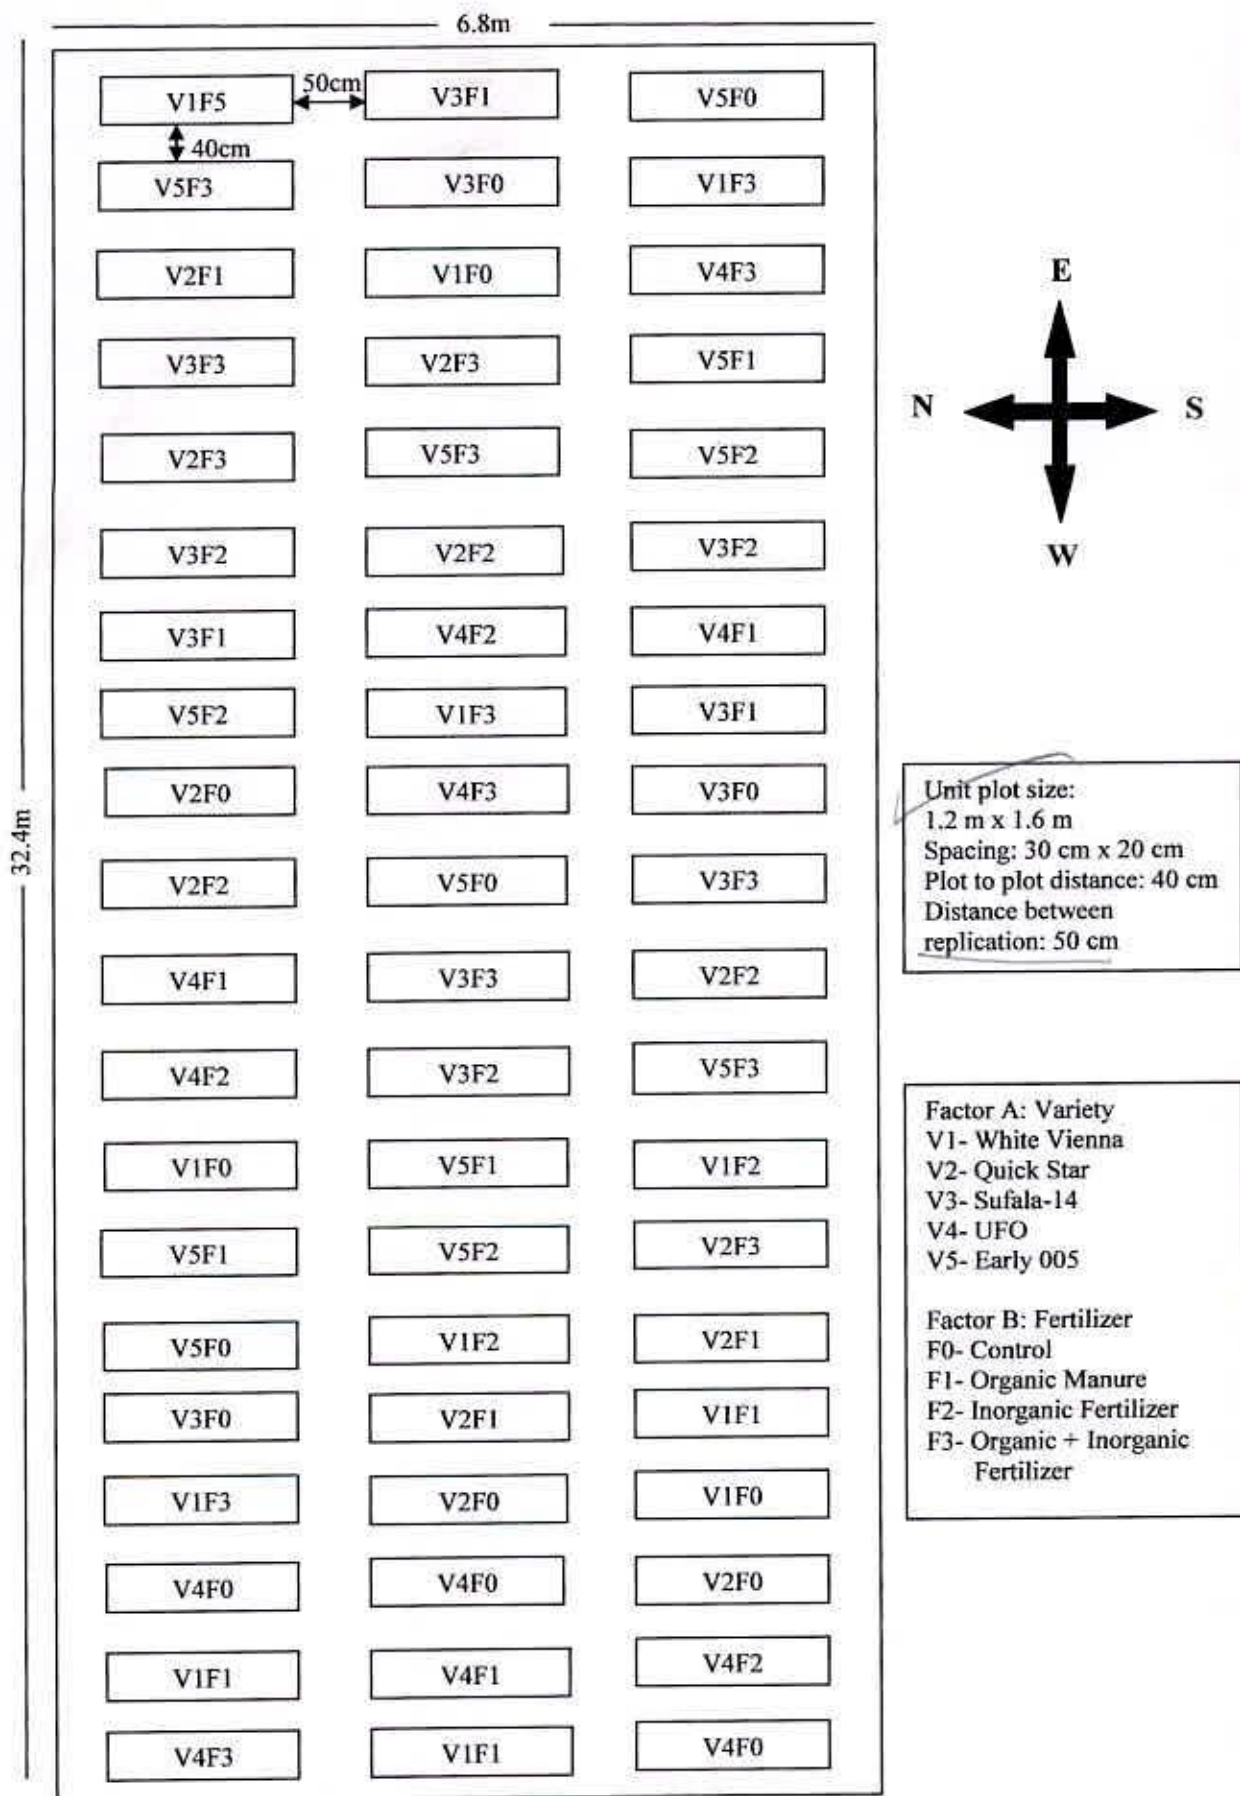 6.8m
V1F5
50cm
V3F1
V5F0
40cm
V5F3
V3F0
V1F3
V2F1
V1F0
V4F3
V3F3
V2F3
V5F1
V2F3
V5F3
V5F2
V3F2
V2F2
V3F2
V3F1
V4F2
V4F1
V5F2
V1F3
V3F1
V2F0
V4F3
V3F0
V2F2
V5F0
V3F3
V4F1
V3F3
V2F2
V4F2
V3F2
V5F3
V1F0
V5F1
V1F2
V5F1
V5F2
V2F3
V5F0
V1F2
V2F1
V3F0
V2F1
V1F1
V1F3
V2F0
V1F0
V4F0
V4F0
V2F0
V1F1
V4F1
V4F2
V4F3
V1F1
V4F0
32.4m
E
N
S
W
Unit plot size:
1.2 m x 1.6 m
Spacing: 30 cm x 20 cm
Plot to plot distance: 40 cm
Distance between
replication: 50 cm
Factor A: Variety
V1- White Vienna
V2- Quick Star
V3- Sufala-14
V4- UFO
V5- Early 005
Factor B: Fertilizer
F0- Control
F1- Organic Manure
F2- Inorganic Fertilizer
F3- Organic + Inorganic
Fertilizer